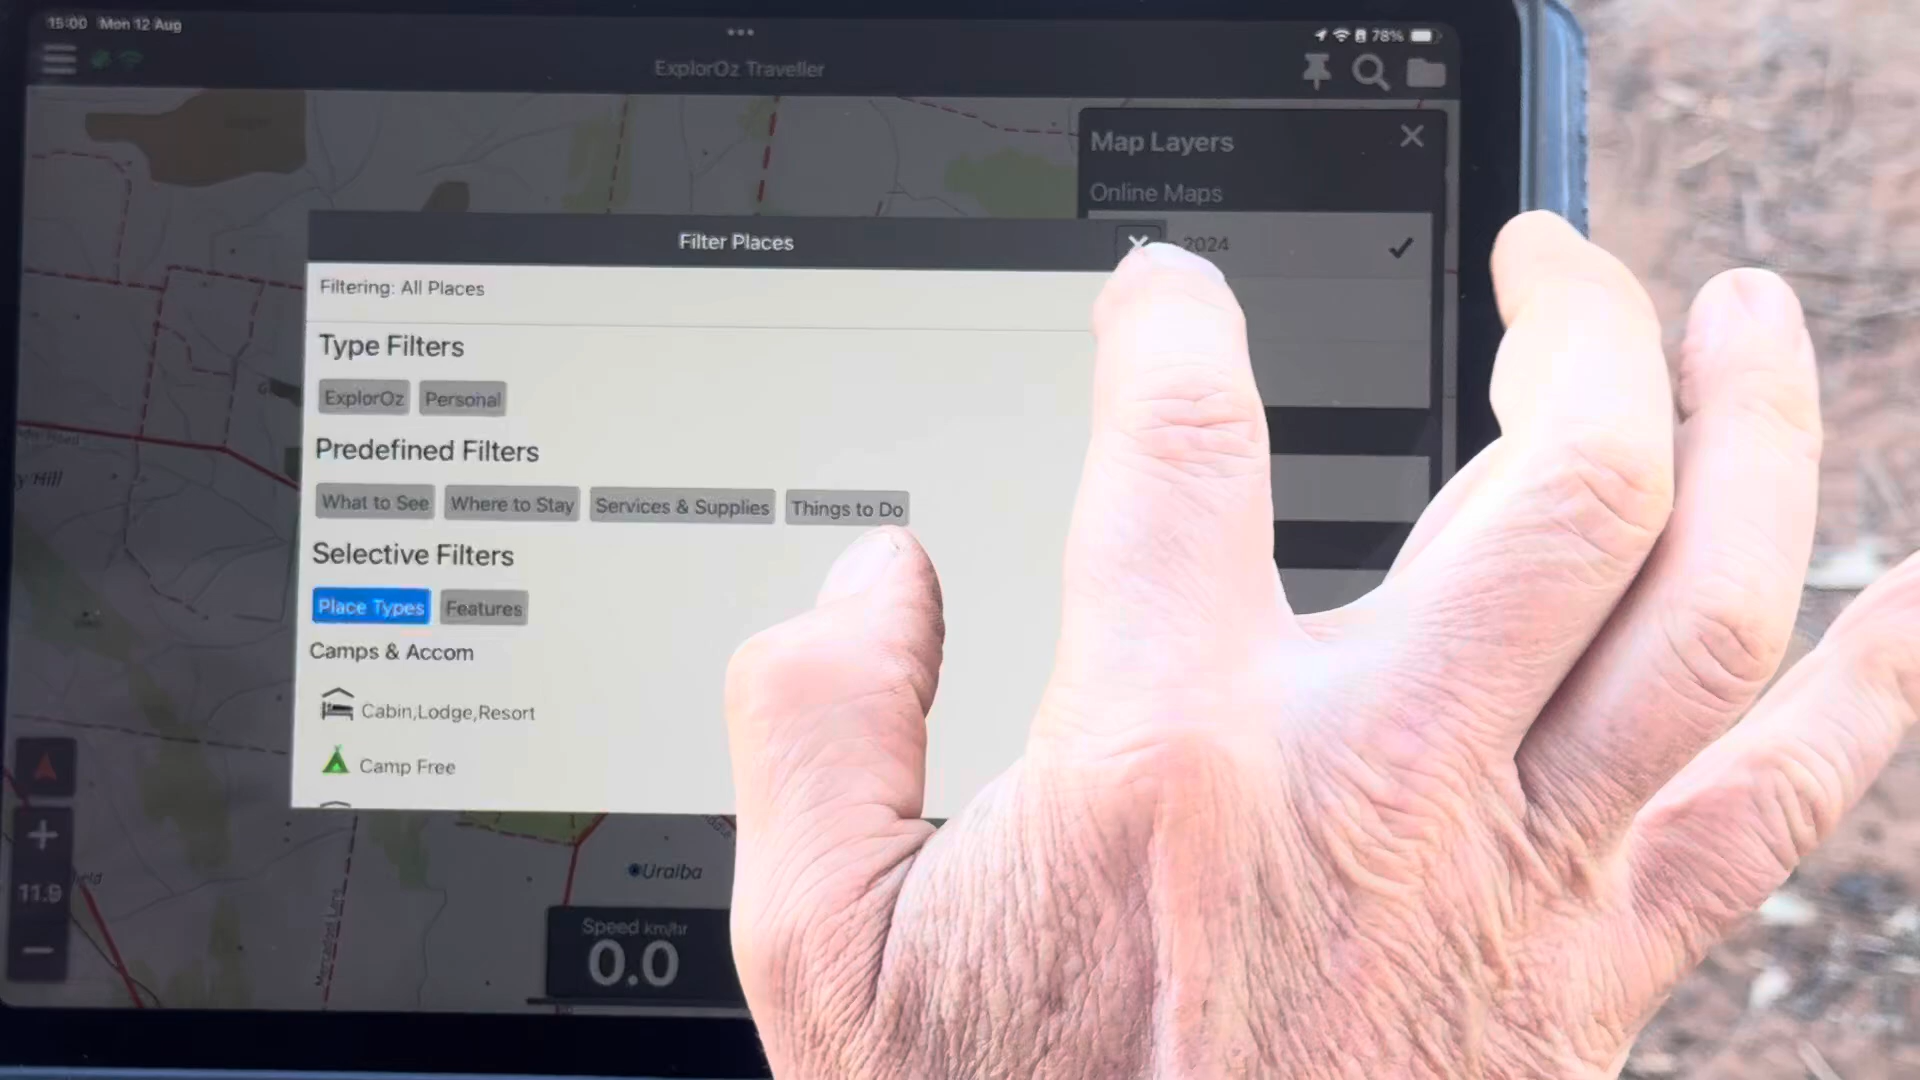 15:00 Mon 12 Aug
78%
ExplorOz Traveller
Map Layers
Online Maps
2024
Filter Places
Filtering: All Places
Type Filters
ExplorOz Personal
Predefined Filters
What to See Where to Stay Services & Supplies Things to Do
Selective Filters
Place Types Features
Camps & Accom
Cabin,Lodge,Resort
Camp Free
Uralba
11.9
Speed km/hr
0.0